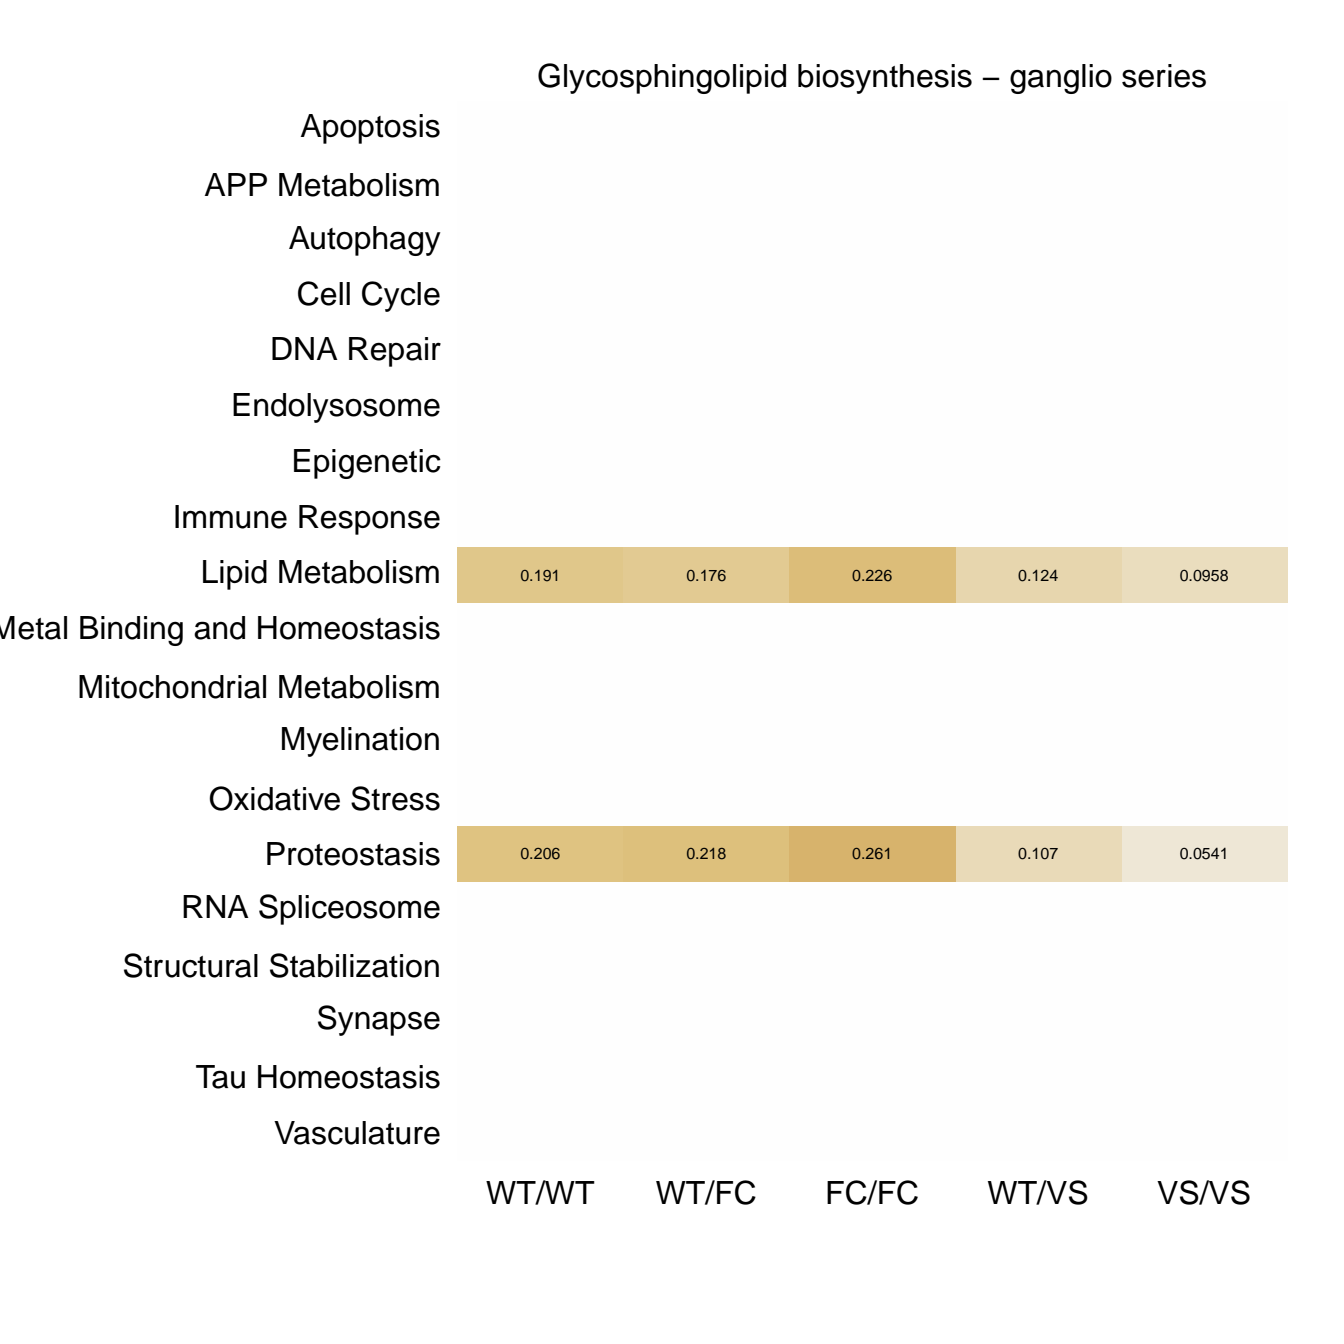 Glycosphingolipid biosynthesis – ganglio series
Apoptosis
APP Metabolism
Autophagy
Cell Cycle
DNA Repair
Endolysosome
Epigenetic
Immune Response
Lipid Metabolism 0.191 0.176 0.226 0.124 0.0958
Metal Binding and Homeostasis
Mitochondrial Metabolism
Myelination
Oxidative Stress
Proteostasis 0.206 0.218 0.261 0.107 0.0541
RNA Spliceosome
Structural Stabilization
Synapse
Tau Homeostasis
Vasculature
WT/WT WT/FC FC/FC WT/VS VS/VS